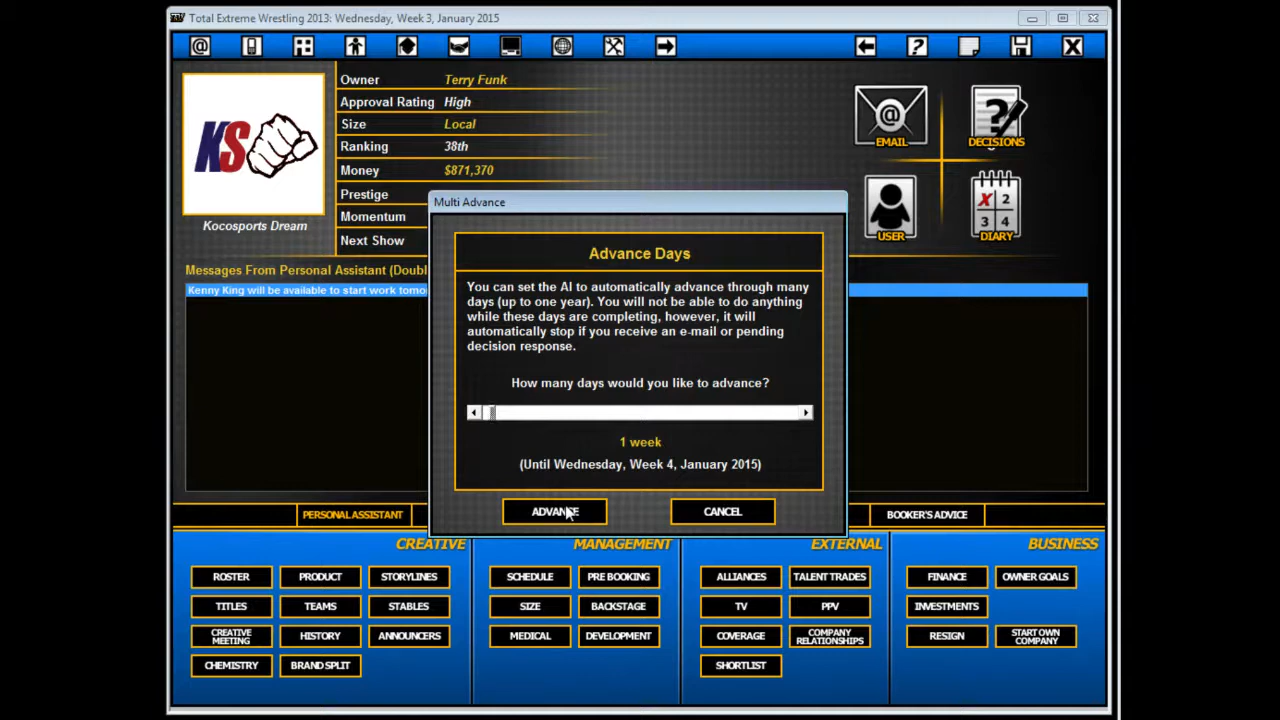 Total Extreme Wrestling 2013: Wednesday, Week 3, January 2015
KS
Kocosports Dream
Owner Terry Funk
Approval Rating High
Size Local
Ranking 38th
Money $871,370
Prestige
Momentum
Next Show
EMAIL
DECISIONS
USER
DIARY
Messages From Personal Assistant (Doubl
Kenny King will be available to start work tomo
Multi Advance
Advance Days
You can set the AI to automatically advance through many
days (up to one year). You will not be able to do anything
while these days are completing, however, it will
automatically stop if you receive an e-mail or pending
decision response.
How many days would you like to advance?
1 week
(Until Wednesday, Week 4, January 2015)
ADVANCE
CANCEL
PERSONAL ASSISTANT
BOOKER'S ADVICE
CREATIVE
ROSTER PRODUCT STORYLINES
TITLES TEAMS STABLES
CREATIVE MEETING HISTORY ANNOUNCERS
CHEMISTRY BRAND SPLIT
MANAGEMENT
SCHEDULE PRE BOOKING
SIZE BACKSTAGE
MEDICAL DEVELOPMENT
EXTERNAL
ALLIANCES TALENT TRADES
TV PPV
COVERAGE COMPANY RELATIONSHIPS
SHORTLIST
BUSINESS
FINANCE OWNER GOALS
INVESTMENTS
RESIGN START OWN COMPANY